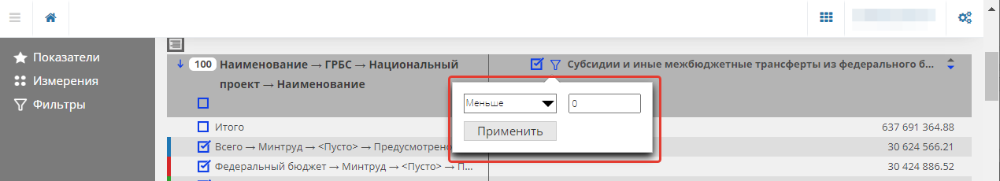 Показатели
Измерения
Фильтры
100 Наименование → ГРБС → Национальный
проект → Наименование
Субсидии и иные межбюджетные трансферты из федерального б...
Меньше
0
Применить
Итого
637 691 364.88
Всего → Минтруд → <Пусто> → Предусмотрено
30 624 566.21
Федеральный бюджет → Минтруд → <Пусто> → П...
30 424 886.52